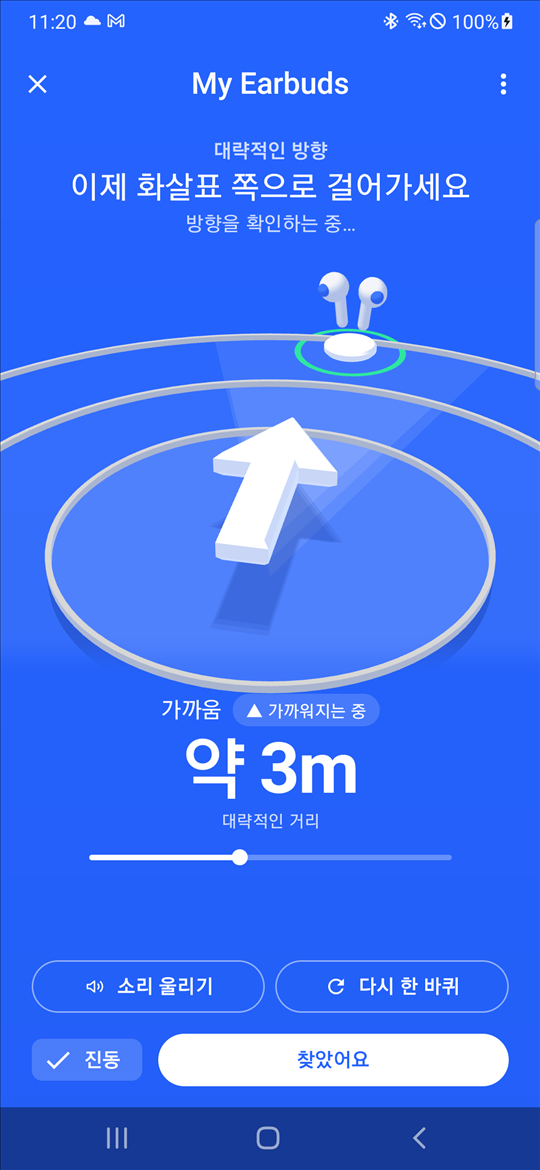 11:20
100%
My Earbuds
대략적인 방향
이제 화살표 쪽으로 걸어가세요
방향을 확인하는 중...
가까움
가까워지는 중
약 3m
대략적인 거리
소리 울리기
다시 한 바퀴
진동
찾았어요